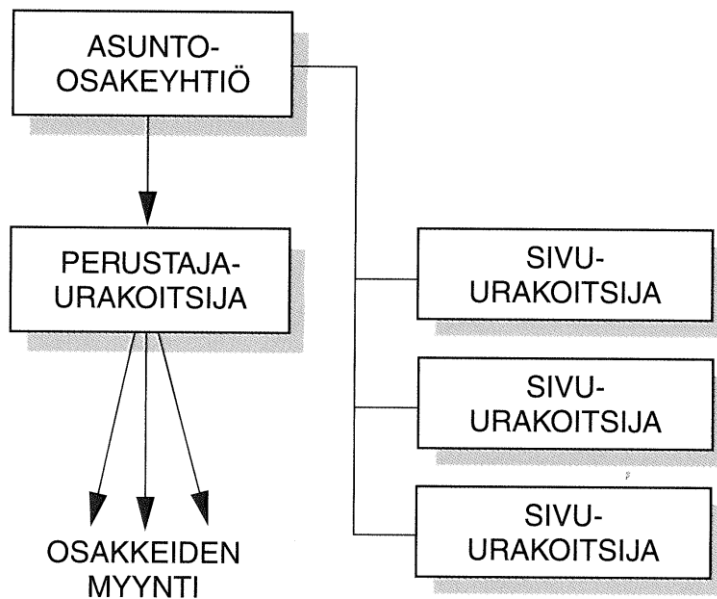 ASUNTO-
OSAKEYHTIÖ
PERUSTAJA-
URAKOITSIJA
SIVU-
URAKOITSIJA
SIVU-
URAKOITSIJA
SIVU-
URAKOITSIJA
OSAKKEIDEN
MYYNTI